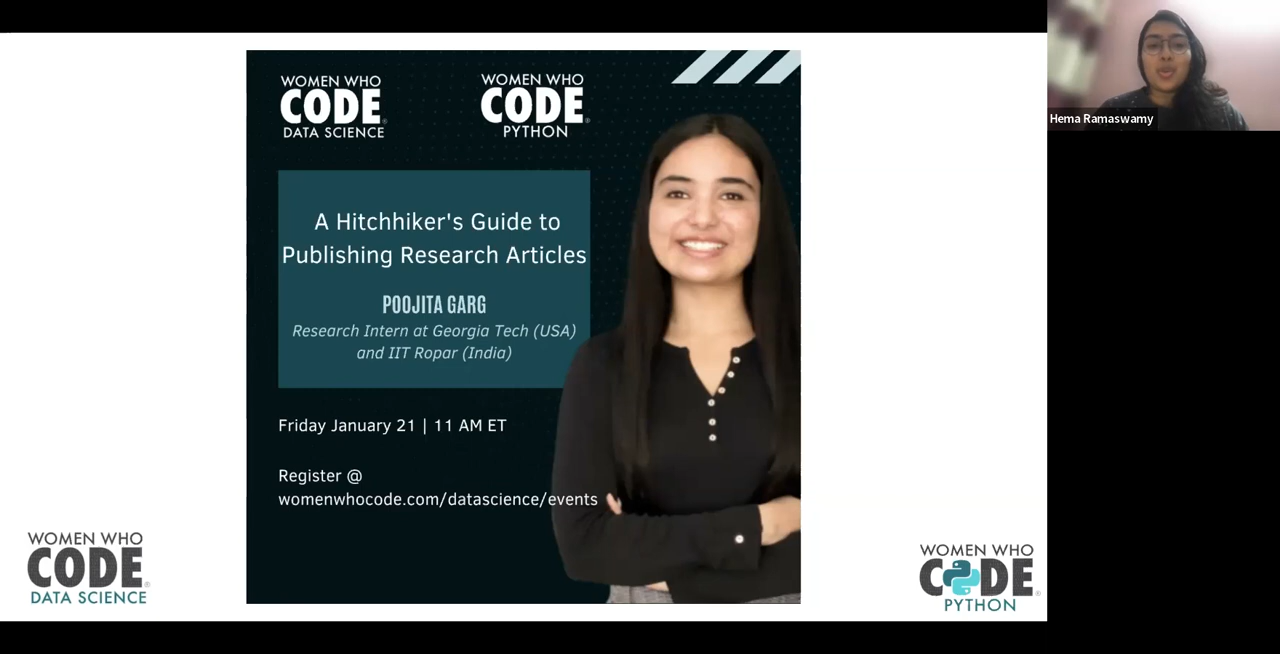 WOMEN WHO
CODE
DATA SCIENCE
WOMEN WHO
CODE
PYTHON
A Hitchhiker's Guide to
Publishing Research Articles
POOJITA GARG
Research Intern at Georgia Tech (USA)
and IIT Ropar (India)
Friday January 21 | 11 AM ET
Register @
womenwhocode.com/datascience/events
WOMEN WHO
CODE
DATA SCIENCE
WOMEN WHO
CODE
PYTHON
Hema Ramaswamy